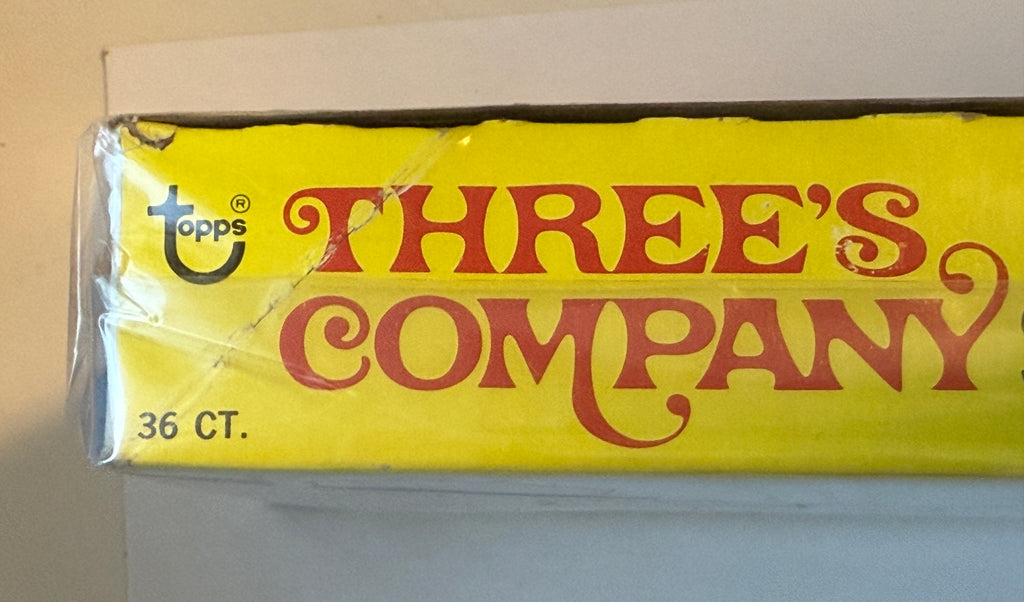 topps®
THREE'S
COMPANY
36 CT.